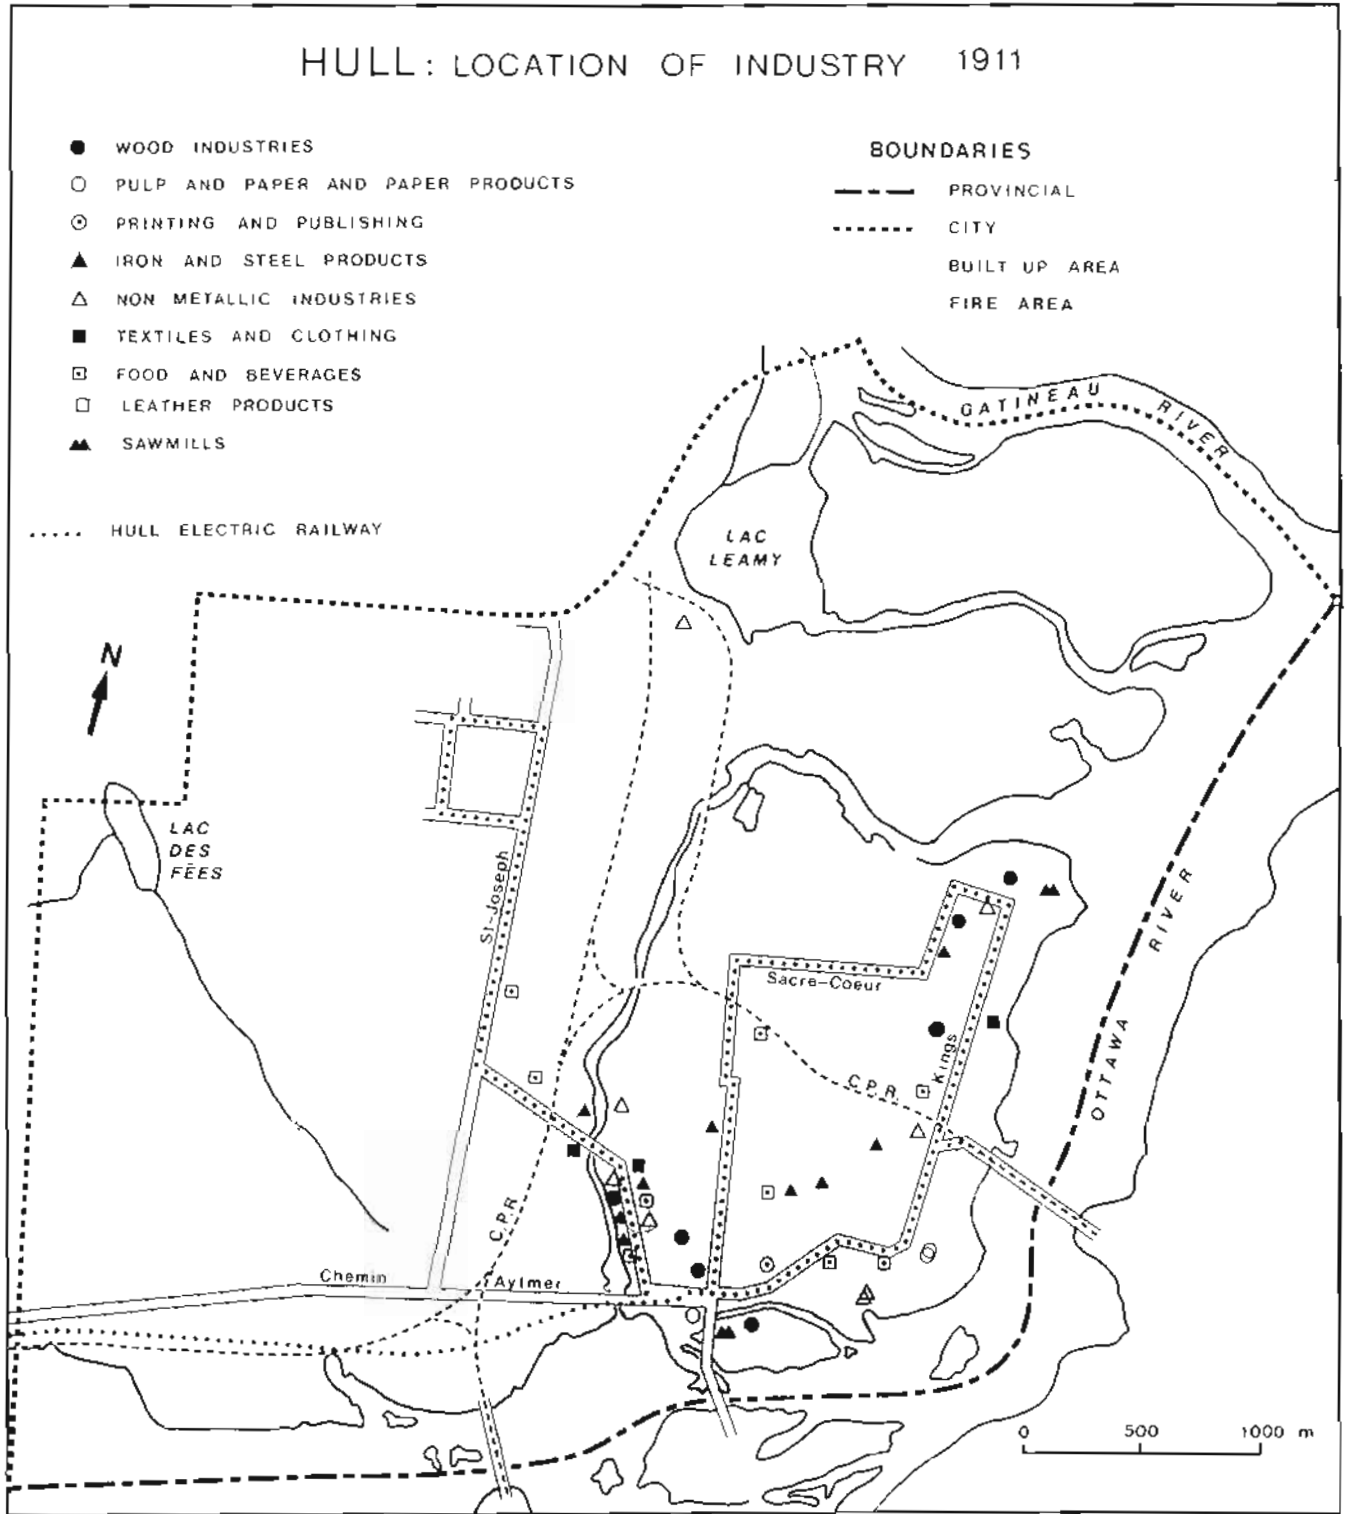 HULL: LOCATION OF INDUSTRY 1911
WOOD INDUSTRIES
PULP AND PAPER AND PAPER PRODUCTS
PRINTING AND PUBLISHING
IRON AND STEEL PRODUCTS
NON METALLIC INDUSTRIES
TEXTILES AND CLOTHING
FOOD AND BEVERAGES
LEATHER PRODUCTS
SAWMILLS
HULL ELECTRIC RAILWAY
BOUNDARIES
PROVINCIAL
CITY
BUILT UP AREA
FIRE AREA
GATINEAU RIVER
LAC
LEAMY
N
LAC
DES
FÉES
St-Joseph
Sacre-Coeur
Kings
C.P.R.
OTTAWA RIVER
C.P.R.
Chemin Aylmer
0 500 1000 m